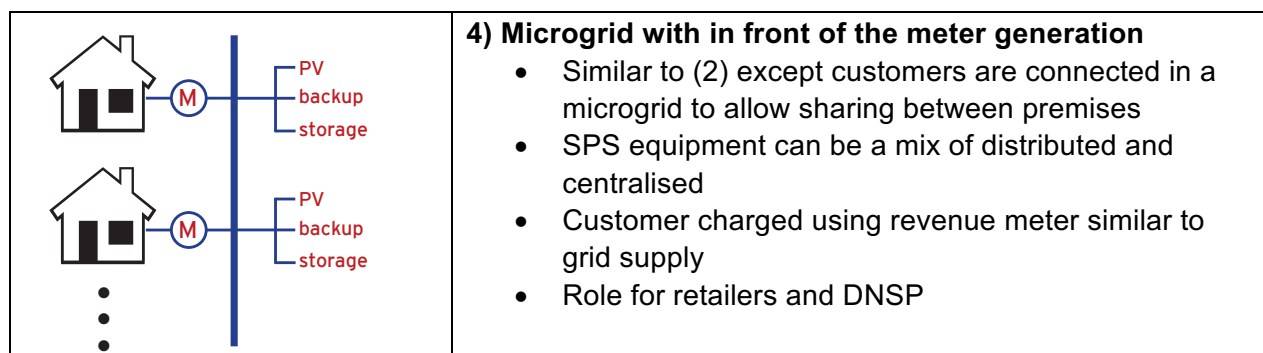 M
PV
backup
storage
M
PV
backup
storage
4) Microgrid with in front of the meter generation
• Similar to (2) except customers are connected in a
microgrid to allow sharing between premises
• SPS equipment can be a mix of distributed and
centralised
• Customer charged using revenue meter similar to
grid supply
• Role for retailers and DNSP